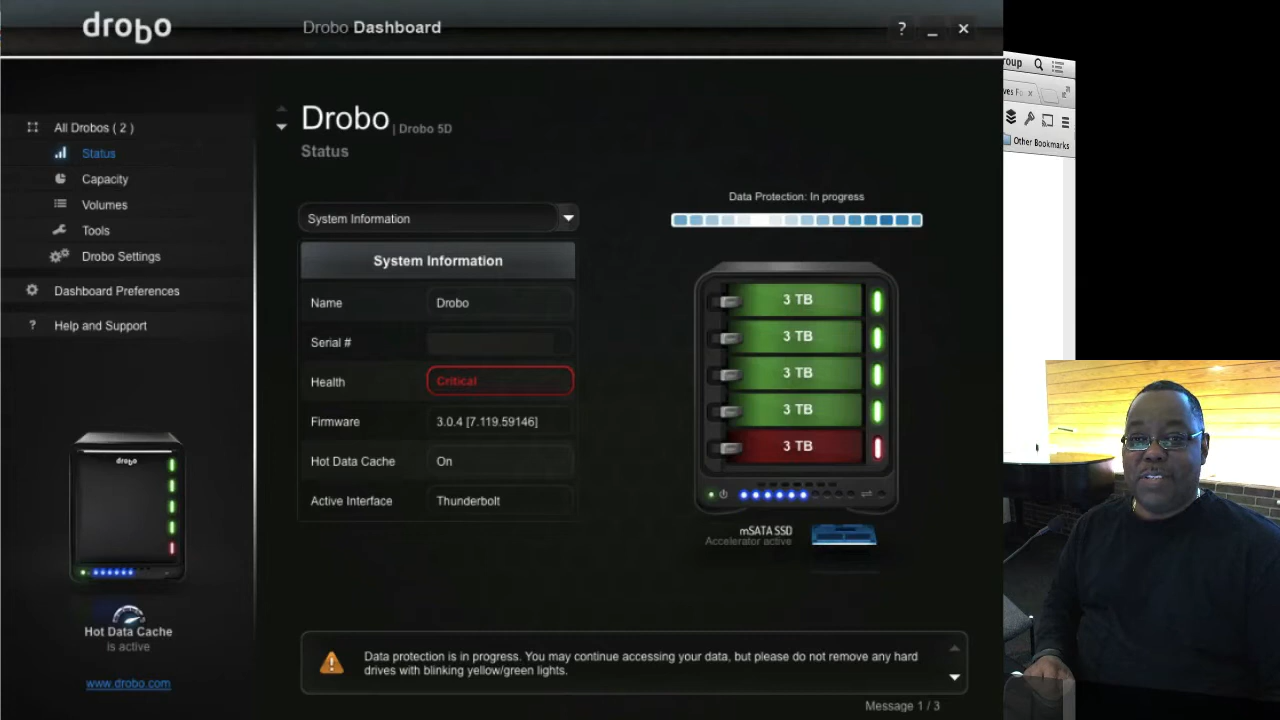 drobo
Drobo Dashboard
? _ X
All Drobos ( 2 )
Status
Capacity
Volumes
Tools
Drobo Settings
Dashboard Preferences
? Help and Support
drobo
Hot Data Cache
is active
www.drobo.com
Drobo | Drobo 5D
Status
System Information
System Information
Name Drobo
Serial #
Health Critical
Firmware 3.0.4 [7.119.59146]
Hot Data Cache On
Active Interface Thunderbolt
Data Protection: In progress
3 TB
3 TB
3 TB
3 TB
3 TB
mSATA SSD
Accelerator active
Data protection is in progress. You may continue accessing your data, but please do not remove any hard
drives with blinking yellow/green lights.
Message 1 / 3
Other Bookmarks